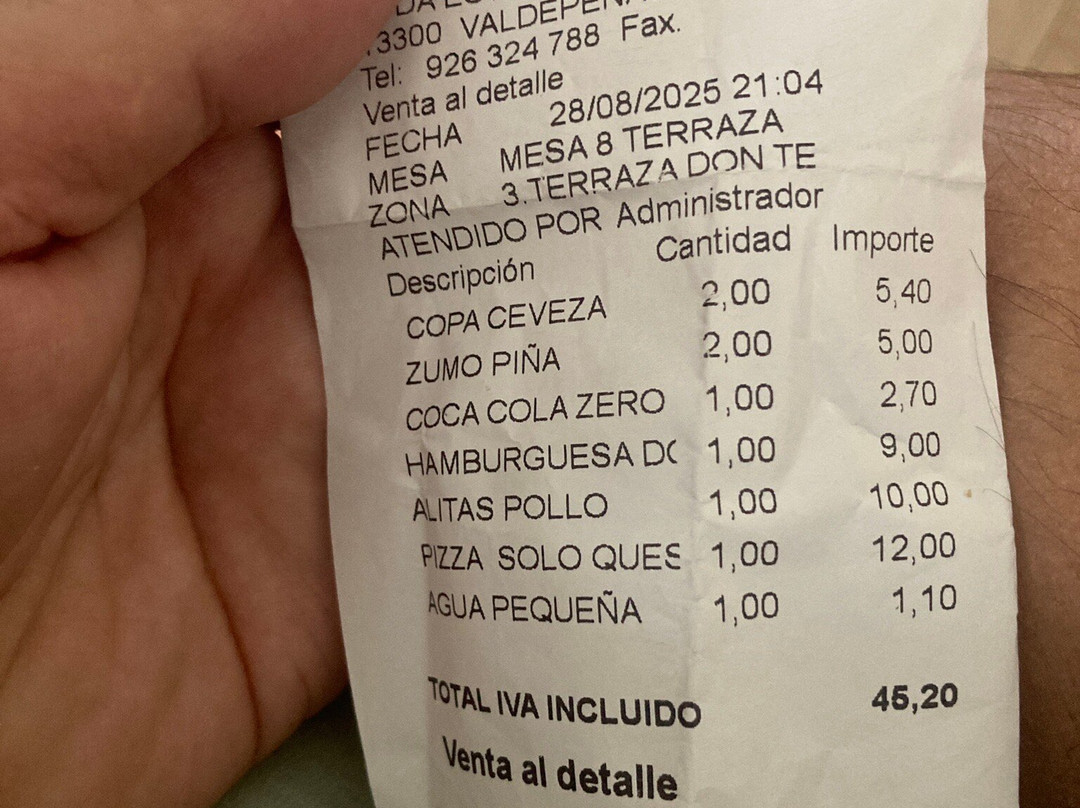 13300 VALDEPEÑ
Tel: 926 324 788 Fax.
Venta al detalle
FECHA 28/08/2025 21:04
MESA MESA 8 TERRAZA
ZONA 3.TERRAZA DON TE
ATENDIDO POR Administrador
Descripción Cantidad Importe
COPA CEVEZA 2,00 5,40
ZUMO PIÑA 2,00 5,00
COCA COLA ZERO 1,00 2,70
HAMBURGUESA DO 1,00 9,00
ALITAS POLLO 1,00 10,00
PIZZA SOLO QUES 1,00 12,00
AGUA PEQUEÑA 1,00 1,10
TOTAL IVA INCLUIDO 45,20
Venta al detalle